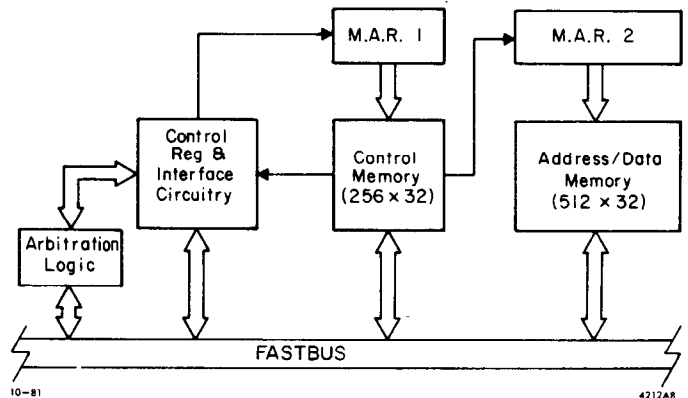 M.A.R. 1
M.A.R. 2
Control
Reg &
Interface
Circuitry
Control
Memory
(256 x 32)
Address/Data
Memory
(512 x 32)
Arbitration
Logic
FASTBUS
10-81
4212A8